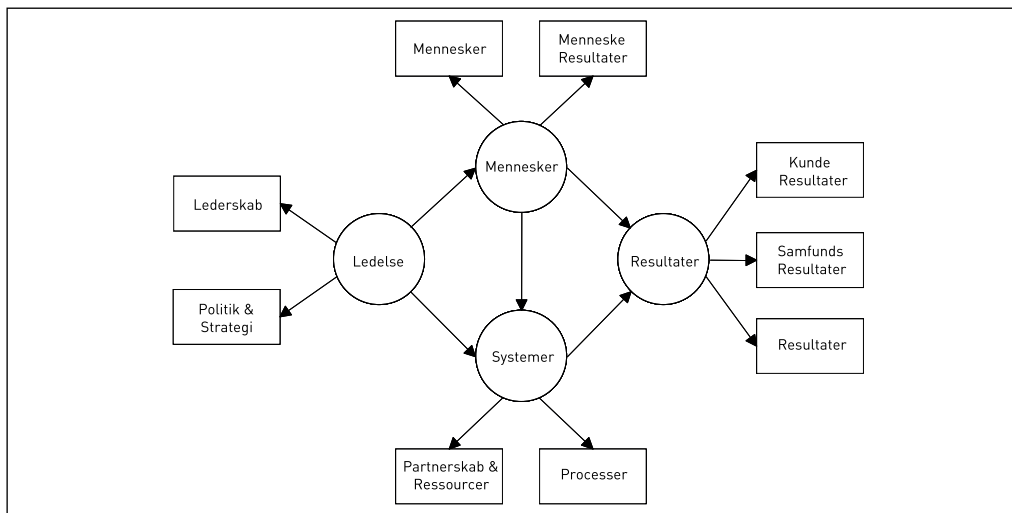 Mennesker
Menneske
Resultater
Mennesker
Kunde
Resultater
Lederskab
Ledelse
Resultater
Samfunds
Resultater
Politik &
Strategi
Systemer
Resultater
Partnerskab &
Ressourcer
Processer